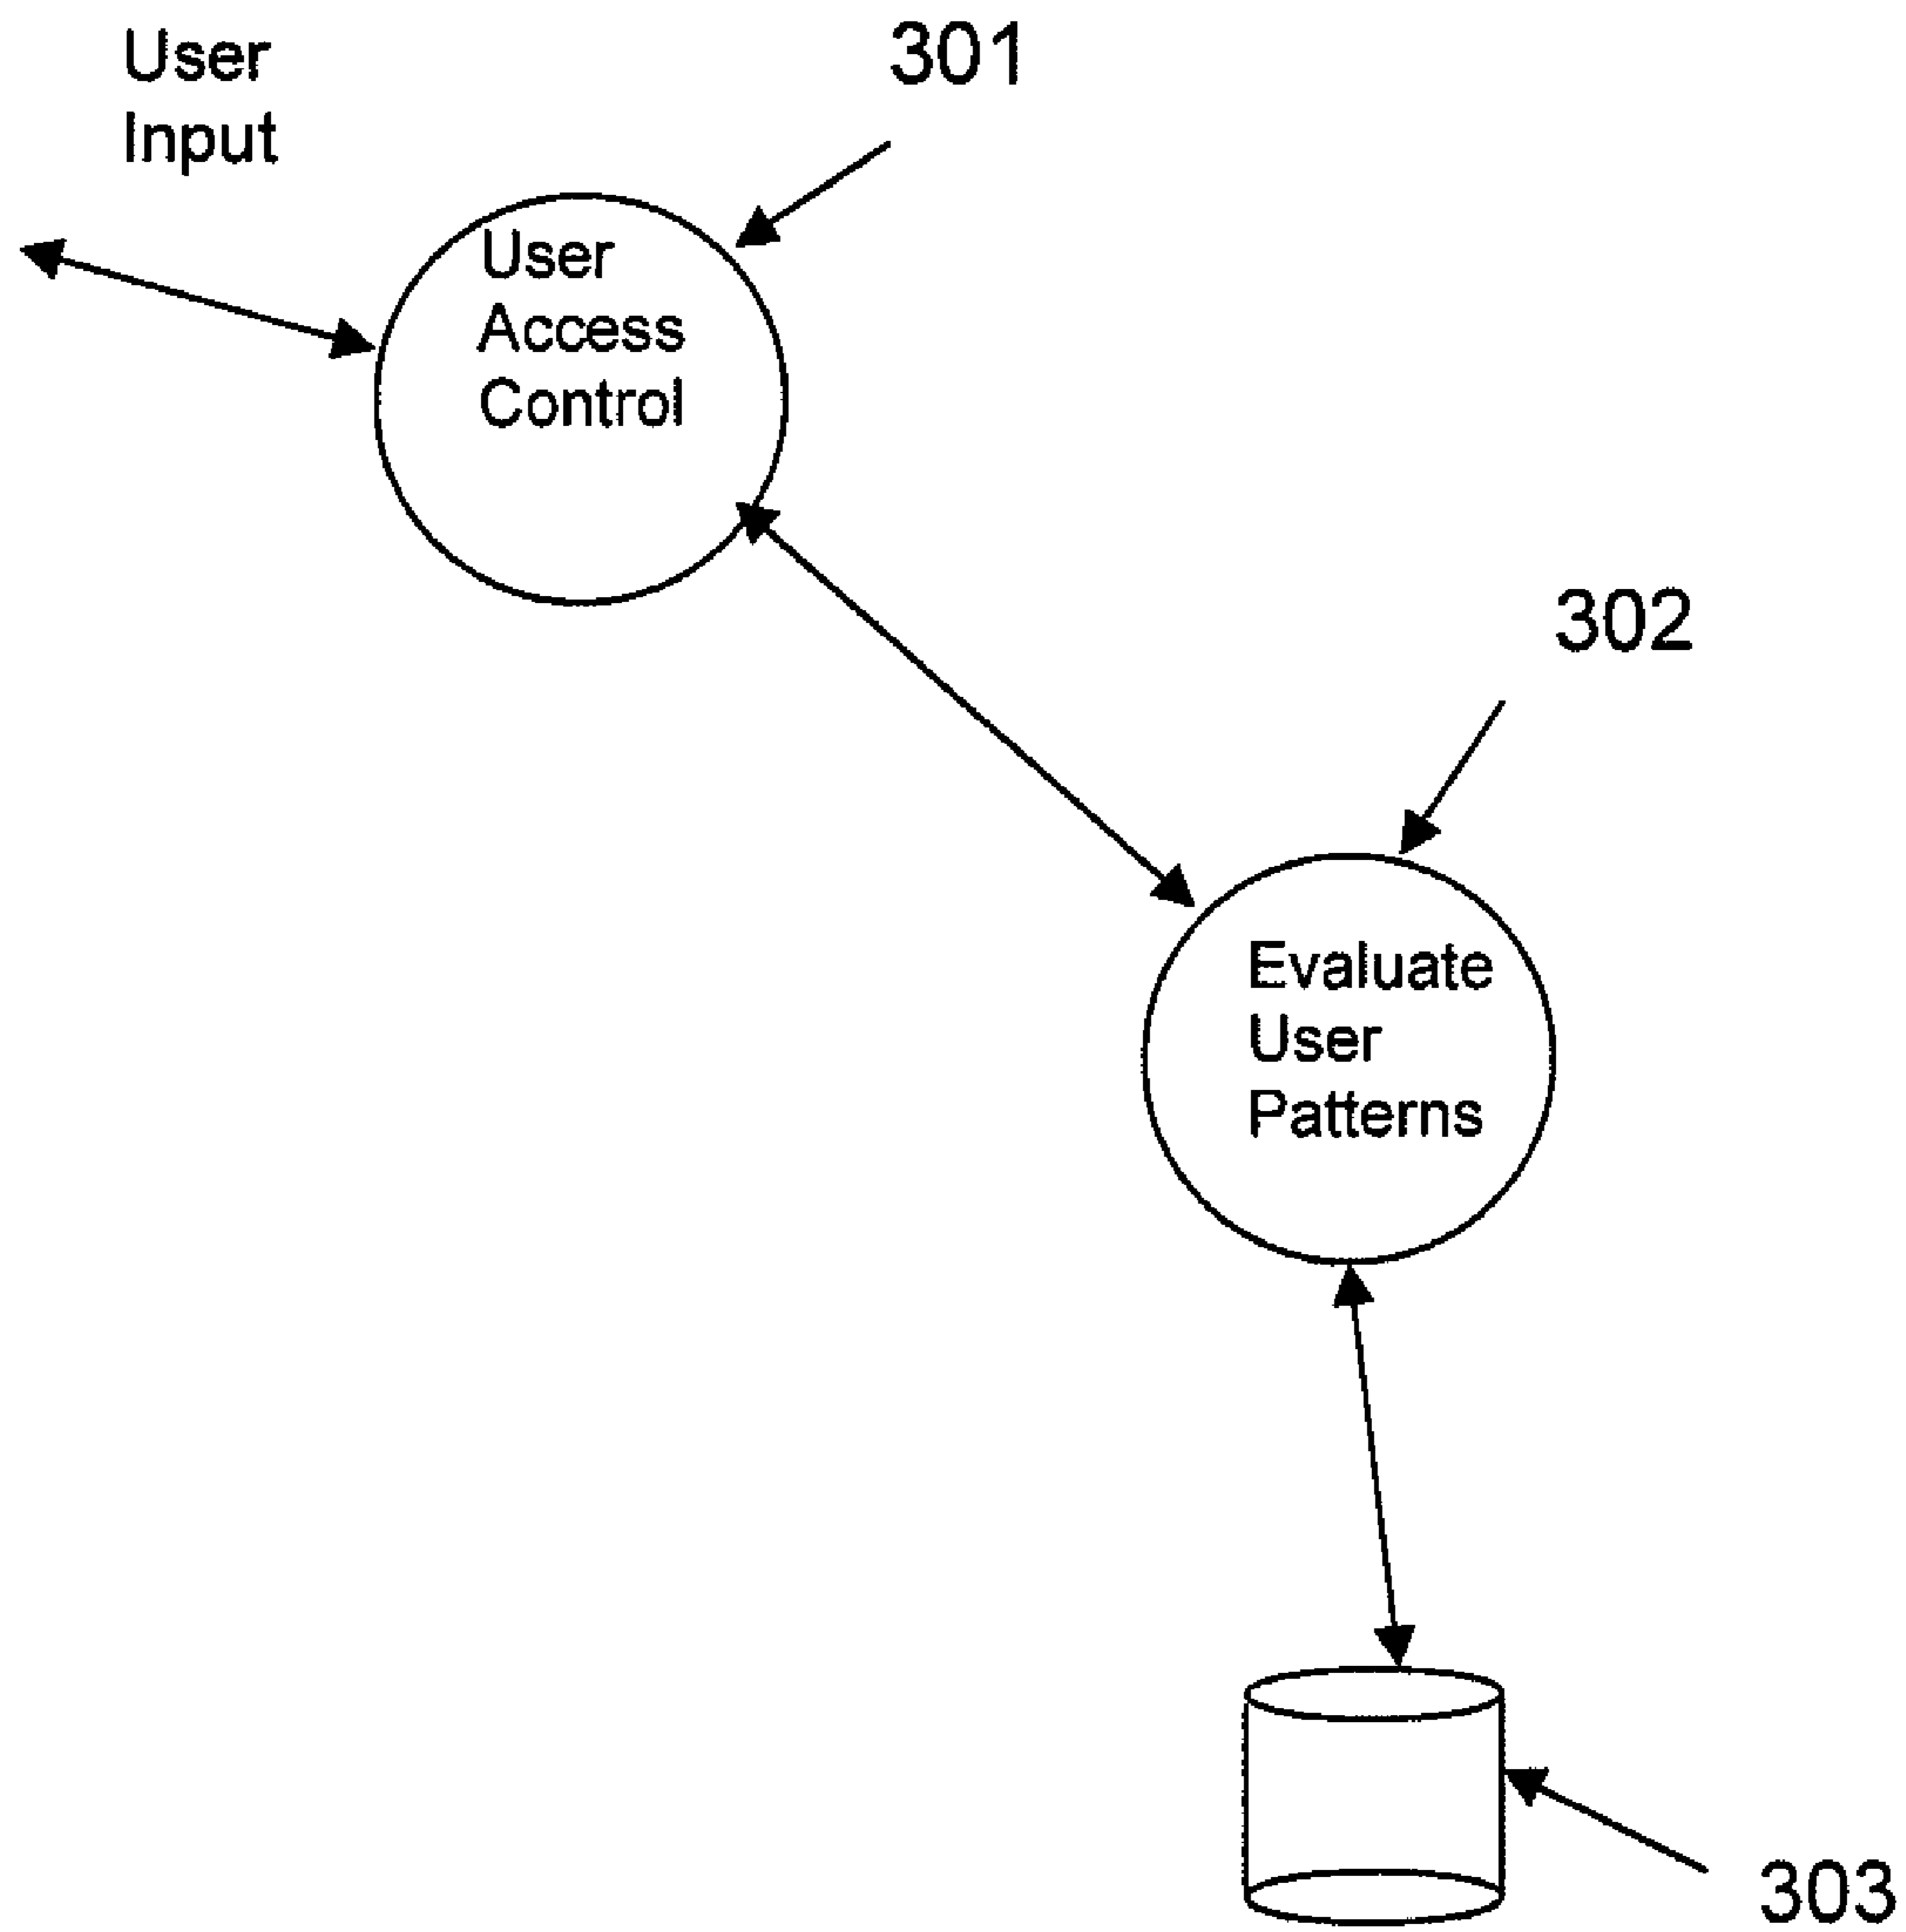 User
Input
301
User
Access
Control
302
Evaluate
User
Patterns
303